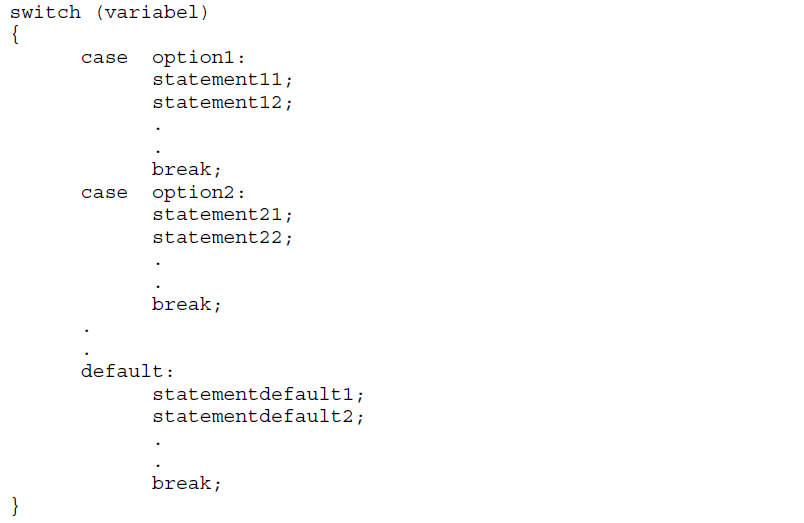 switch (variabel)
{
case option1:
statement11;
statement12;
.
.
break;
case option2:
statement21;
statement22;
.
.
break;
.
.
default:
statementdefault1;
statementdefault2;
.
.
break;
}